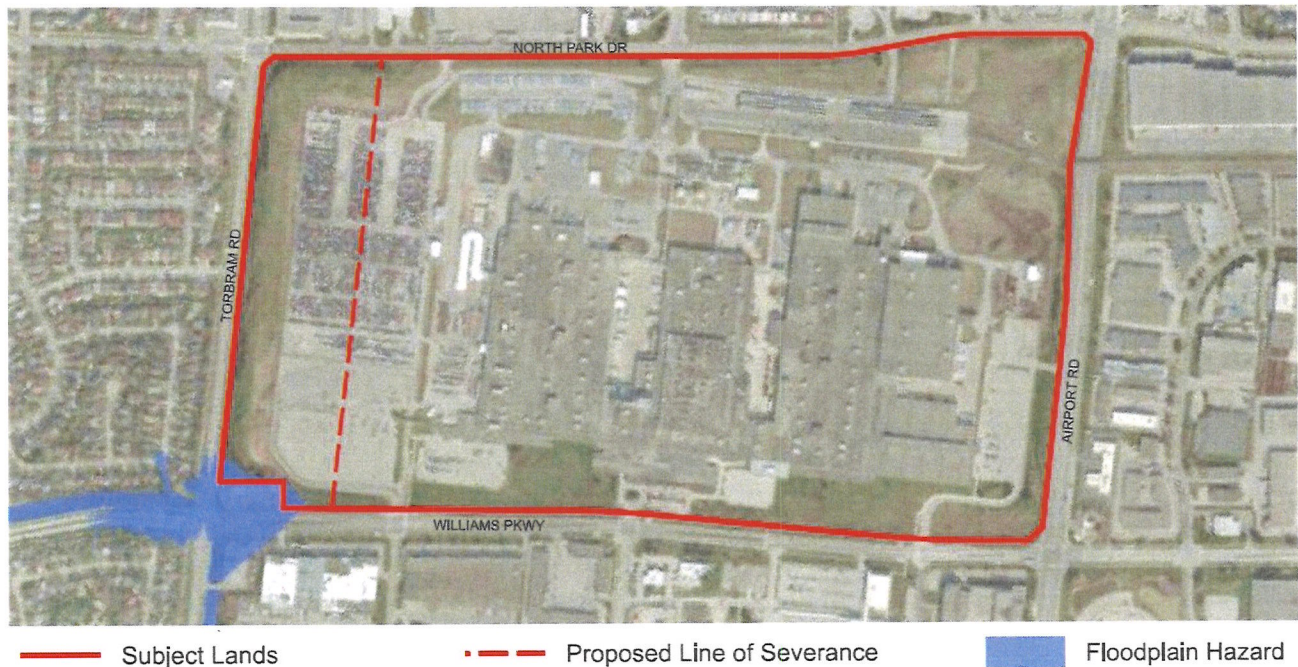 NORTH PARK DR
TORBRAM RD
AIRPORT RD
WILLIAMS PKWY
Subject Lands
Proposed Line of Severance
Floodplain Hazard